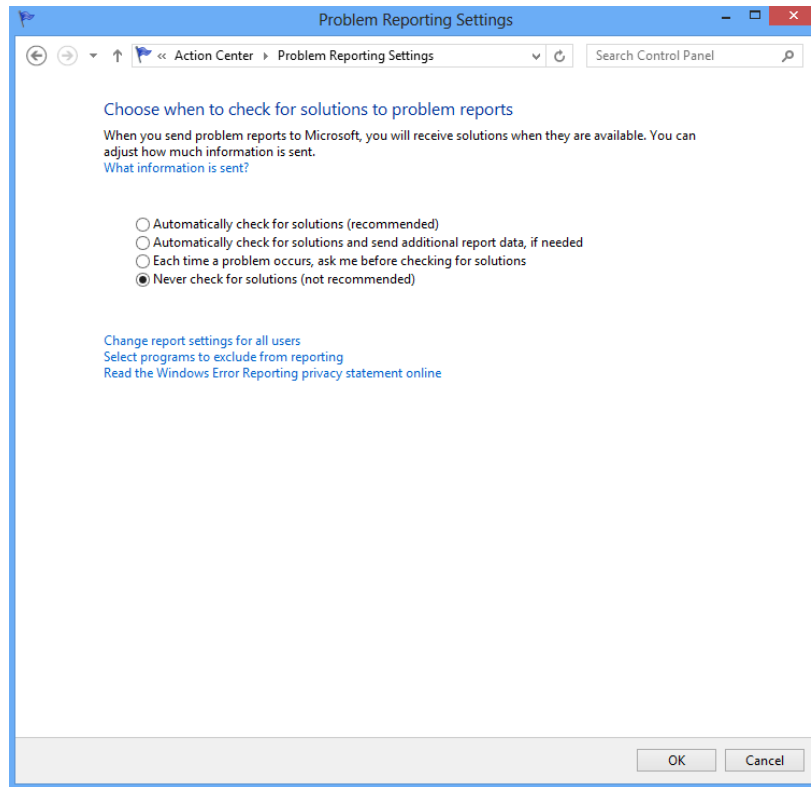 Problem Reporting Settings
« Action Center Problem Reporting Settings Search Control Panel
Choose when to check for solutions to problem reports
When you send problem reports to Microsoft, you will receive solutions when they are available. You can
adjust how much information is sent.
What information is sent?
Automatically check for solutions (recommended)
Automatically check for solutions and send additional report data, if needed
Each time a problem occurs, ask me before checking for solutions
Never check for solutions (not recommended)
Change report settings for all users
Select programs to exclude from reporting
Read the Windows Error Reporting privacy statement online
OK Cancel